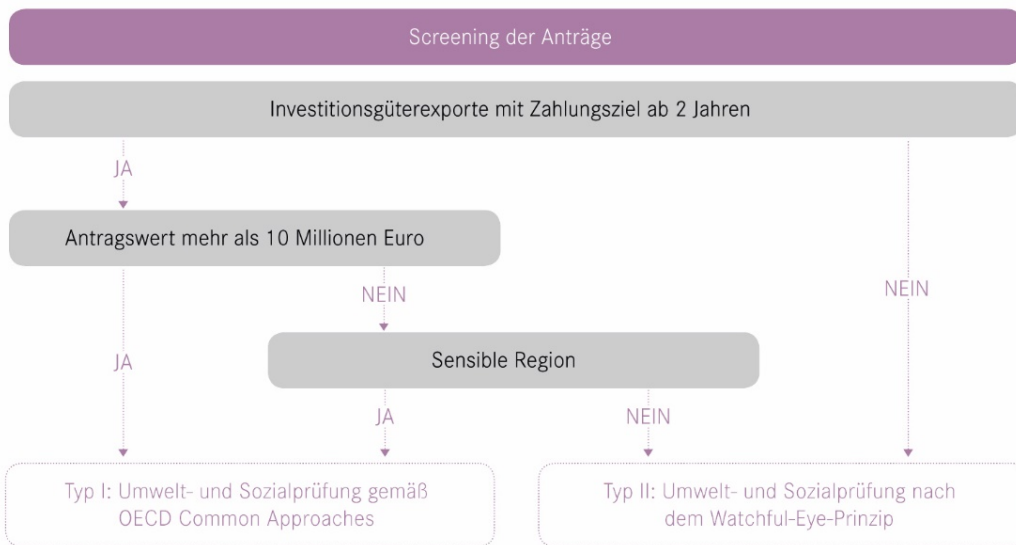 Screening der Anträge
Investitionsgüterexporte mit Zahlungsziel ab 2 Jahren
JA
Antragswert mehr als 10 Millionen Euro
NEIN
NEIN
JA
Sensible Region
JA
NEIN
Typ I: Umwelt- und Sozialprüfung gemäß
OECD Common Approaches
Typ II: Umwelt- und Sozialprüfung nach
dem Watchful-Eye-Prinzip